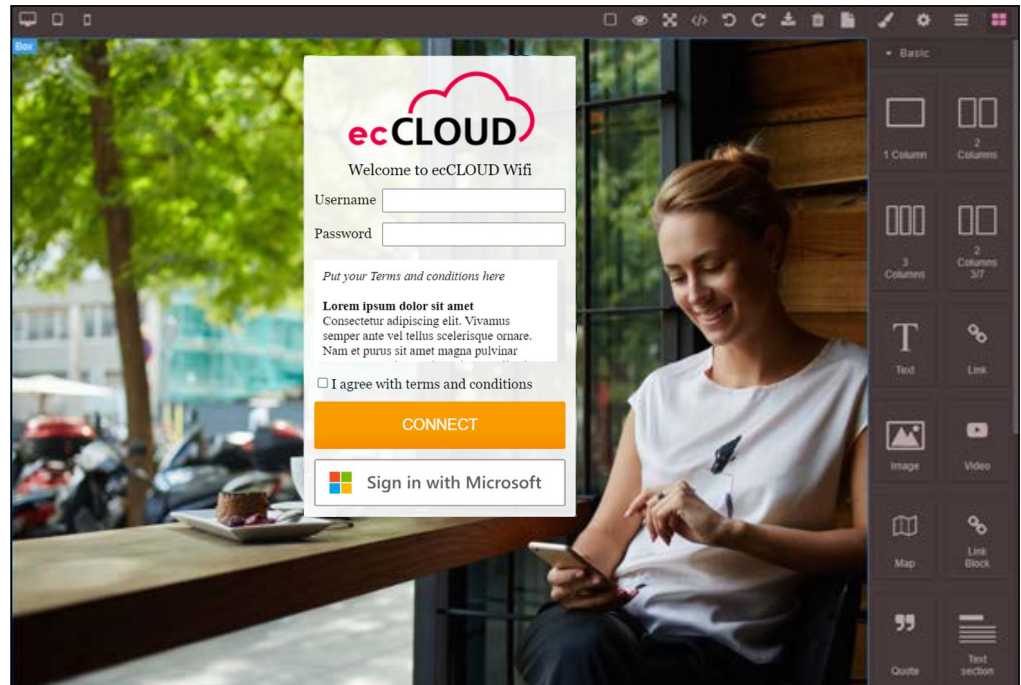 Box
Basic
ecCLOUD
Welcome to ecCLOUD Wifi
Username
Password
Put your Terms and conditions here
Lorem ipsum dolor sit amet
Consectetur adipiscing elit. Vivamus
semper ante vel tellus scelerisque ornare.
Nam et purus sit amet magna pulvinar
I agree with terms and conditions
CONNECT
Sign in with Microsoft
1 Column
2
Columns
3
Columns
2
Columns
3/7
Text
Link
Image
Video
Map
Link
Block
Quote
Text
section